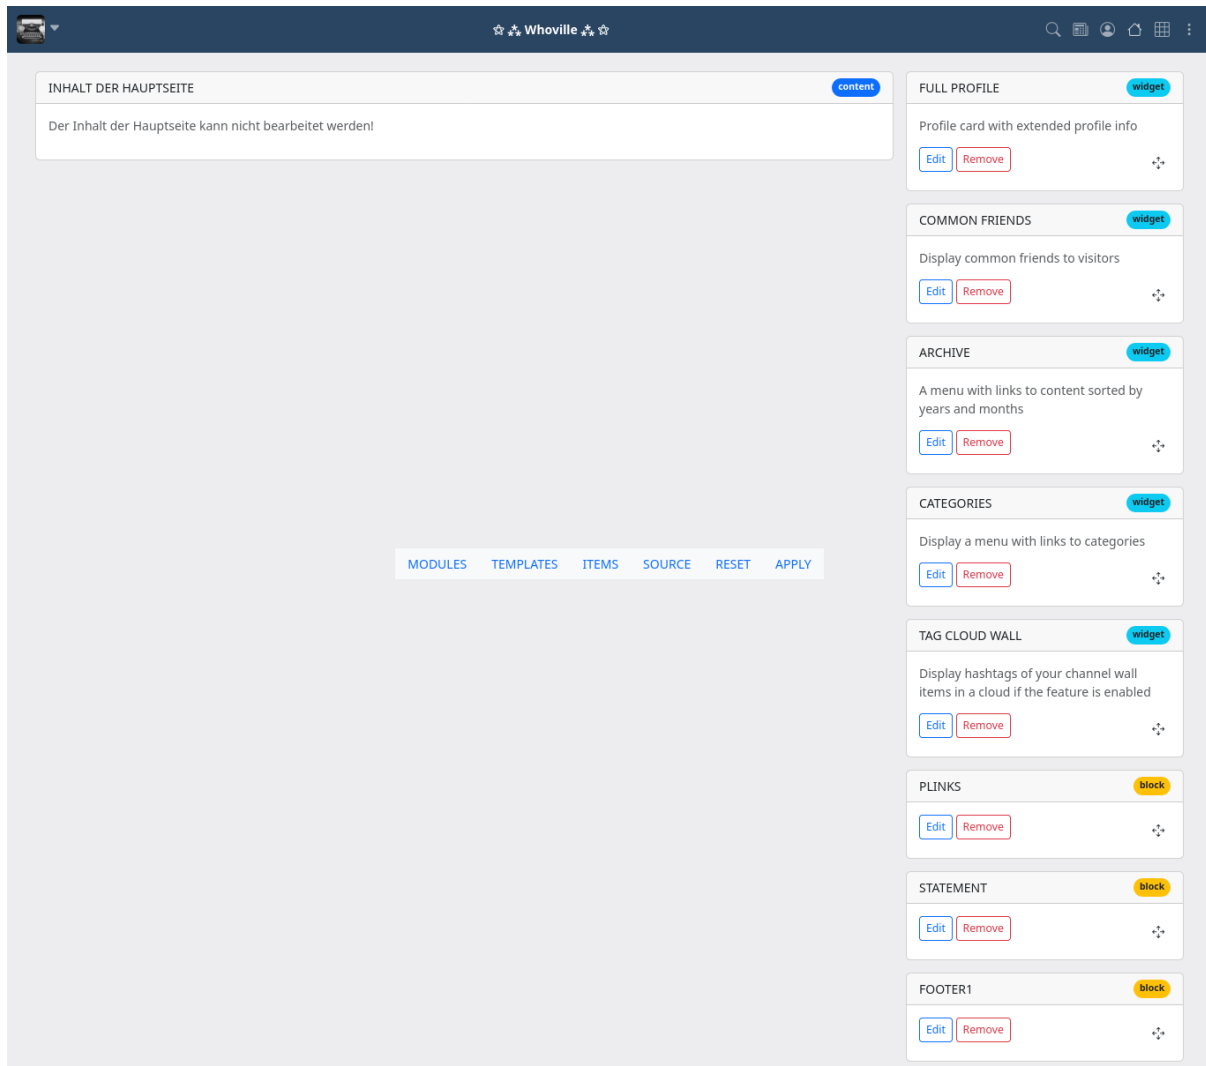 ✩ ⁂ Whoville ⁂ ✩
INHALT DER HAUPTSEITE
content
Der Inhalt der Hauptseite kann nicht bearbeitet werden!
FULL PROFILE
widget
Profile card with extended profile info
Edit Remove
COMMON FRIENDS
widget
Display common friends to visitors
Edit Remove
ARCHIVE
widget
A menu with links to content sorted by
years and months
Edit Remove
CATEGORIES
widget
Display a menu with links to categories
Edit Remove
MODULES TEMPLATES ITEMS SOURCE RESET APPLY
TAG CLOUD WALL
widget
Display hashtags of your channel wall
items in a cloud if the feature is enabled
Edit Remove
PLINKS
block
Edit Remove
STATEMENT
block
Edit Remove
FOOTER1
block
Edit Remove